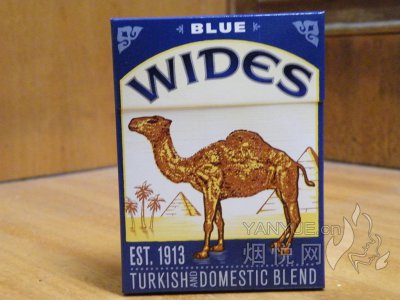 BLUE
WIDES
EST. 1913
YANYUE.cn
烟悦网
TURKISH AND DOMESTIC BLEND